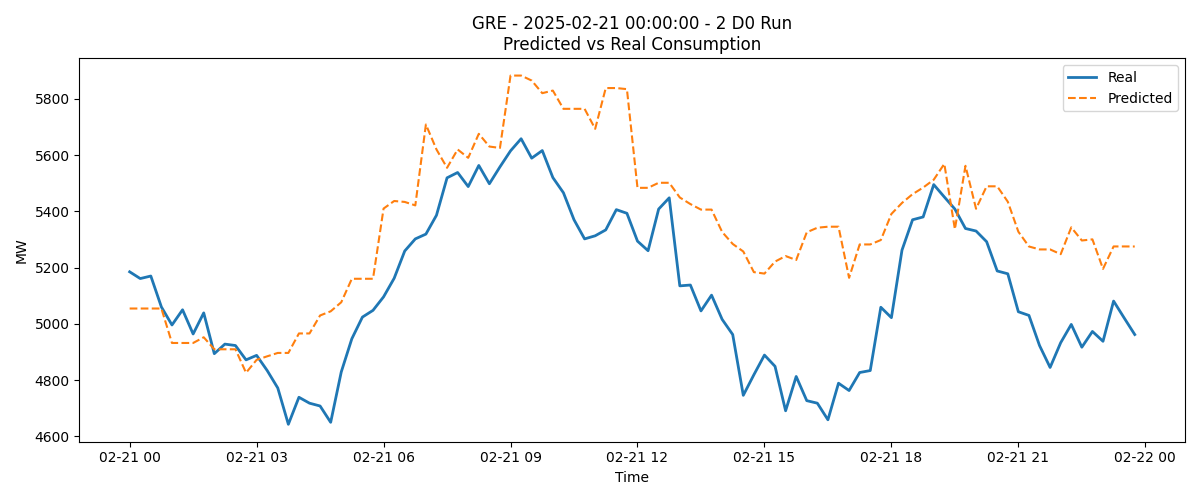 GRE - 2025-02-21 00:00:00 - 2 D0 Run
Predicted vs Real Consumption
Real
Predicted
MW
5800
5600
5400
5200
5000
4800
4600
02-21 00
02-21 03
02-21 06
02-21 09
02-21 12
02-21 15
02-21 18
02-21 21
02-22 00
Time